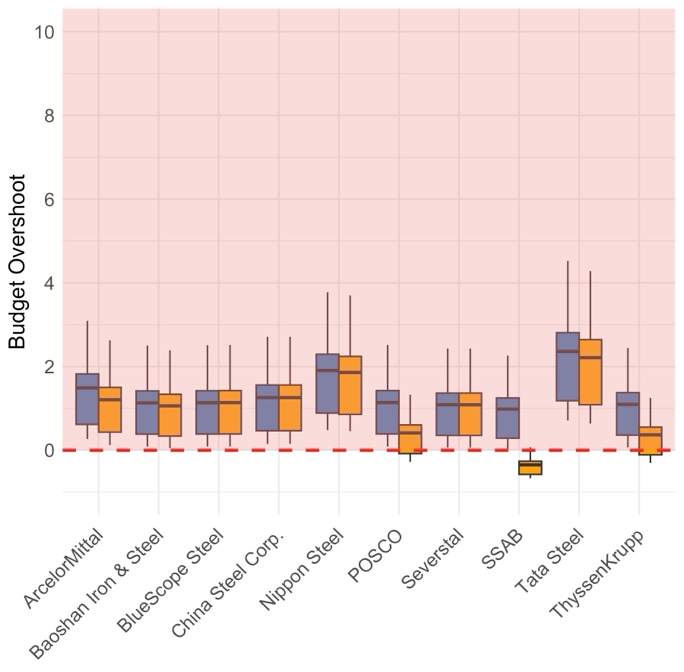 Budget Overshoot
10
8
6
4
2
0
ArcelorMittal
Baoshan Iron & Steel
BlueScope Steel
China Steel Corp.
Nippon Steel
POSCO
Severstal
SSAB
Tata Steel
ThyssenKrupp